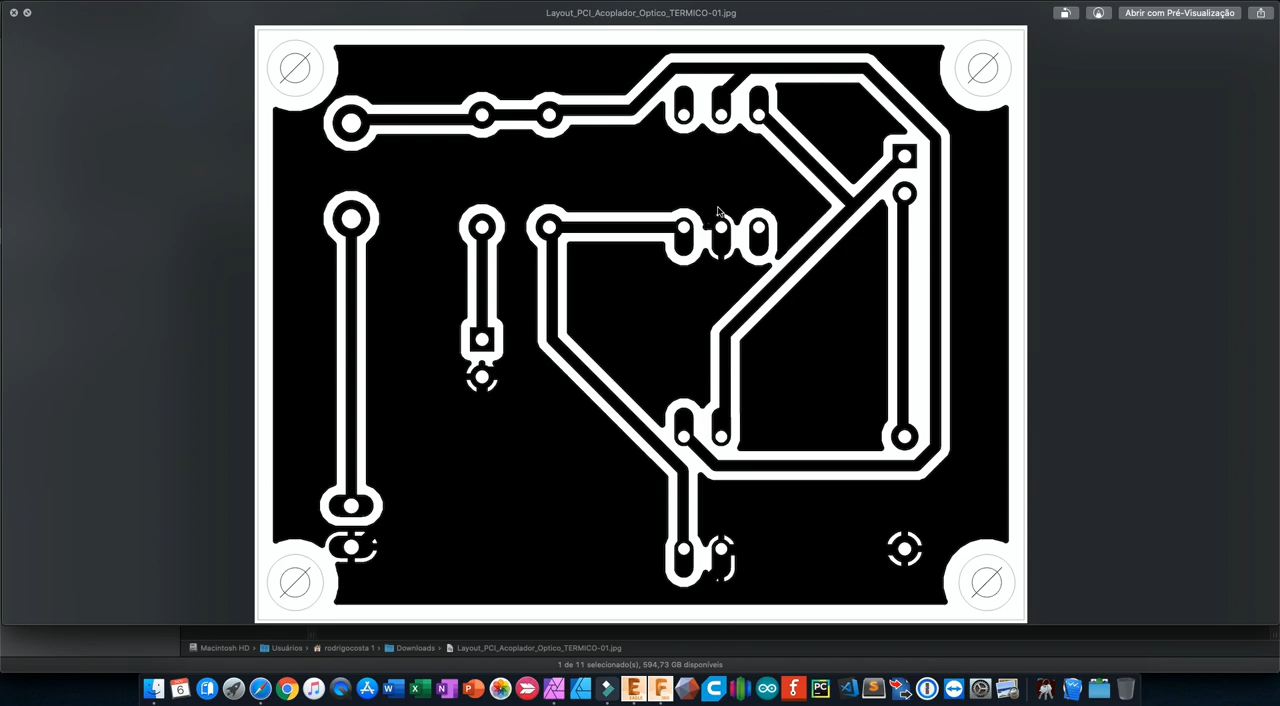 Layout_PCI_Acoplador_Optico_TERMICO-01.jpg
Abrir com Pré-Visualização
Macintosh HD › Usuários › rodrigocosta 1 › Downloads › Layout_PCI_Acoplador_Optico_TERMICO-01.jpg
1 de 11 selecionado(s), 594,73 GB disponíveis